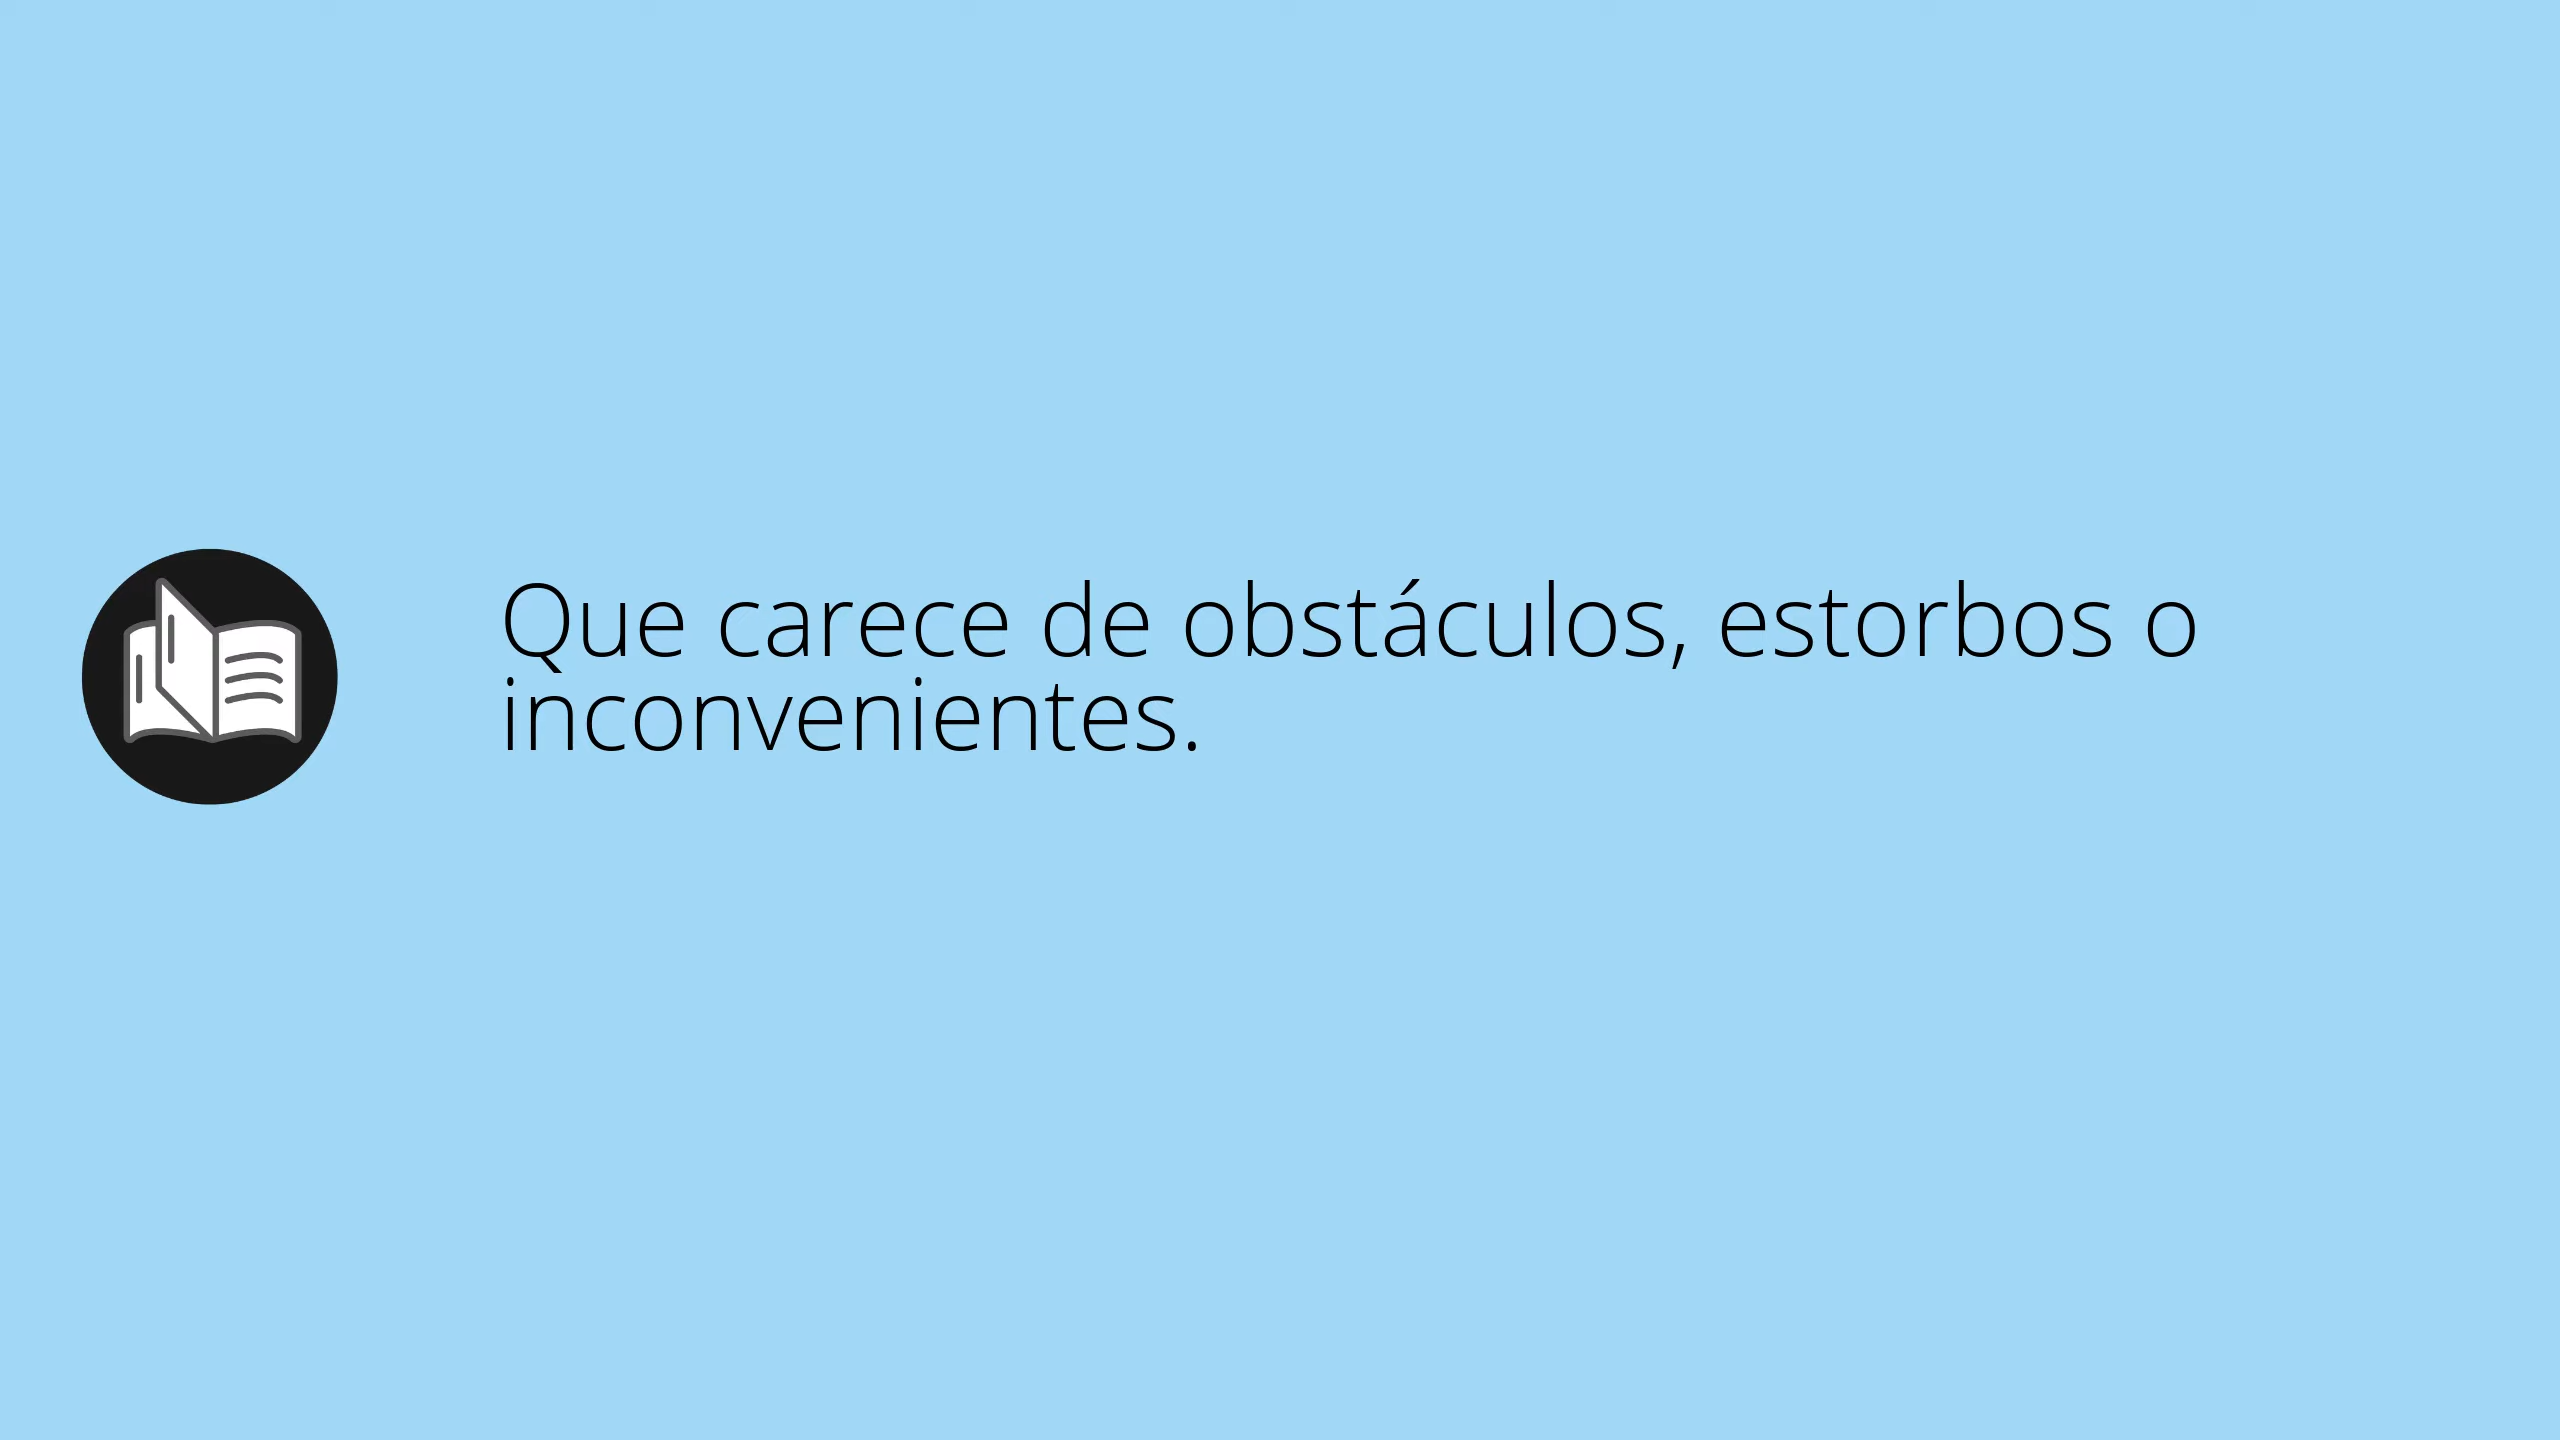 Que carece de obstáculos, estorbos o
inconvenientes.